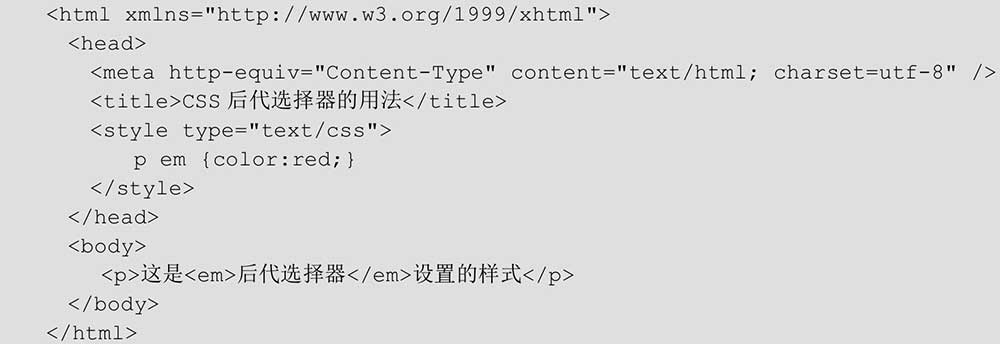 <html xmlns="http://www.w3.org/1999/xhtml">
<head>
<meta http-equiv="Content-Type" content="text/html; charset=utf-8" />
<title>CSS 后代选择器的用法</title>
<style type="text/css">
p em {color:red;}
</style>
</head>
<body>
<p>这是<em>后代选择器</em>设置的样式</p>
</body>
</html>